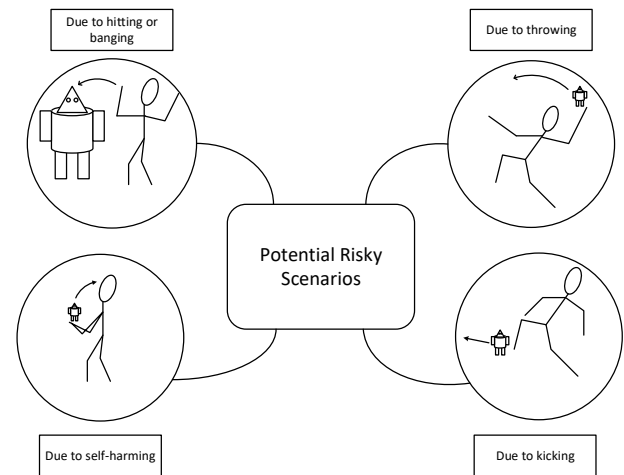 Due to hitting or
banging
Due to throwing
Potential Risky
Scenarios
Due to self-harming
Due to kicking